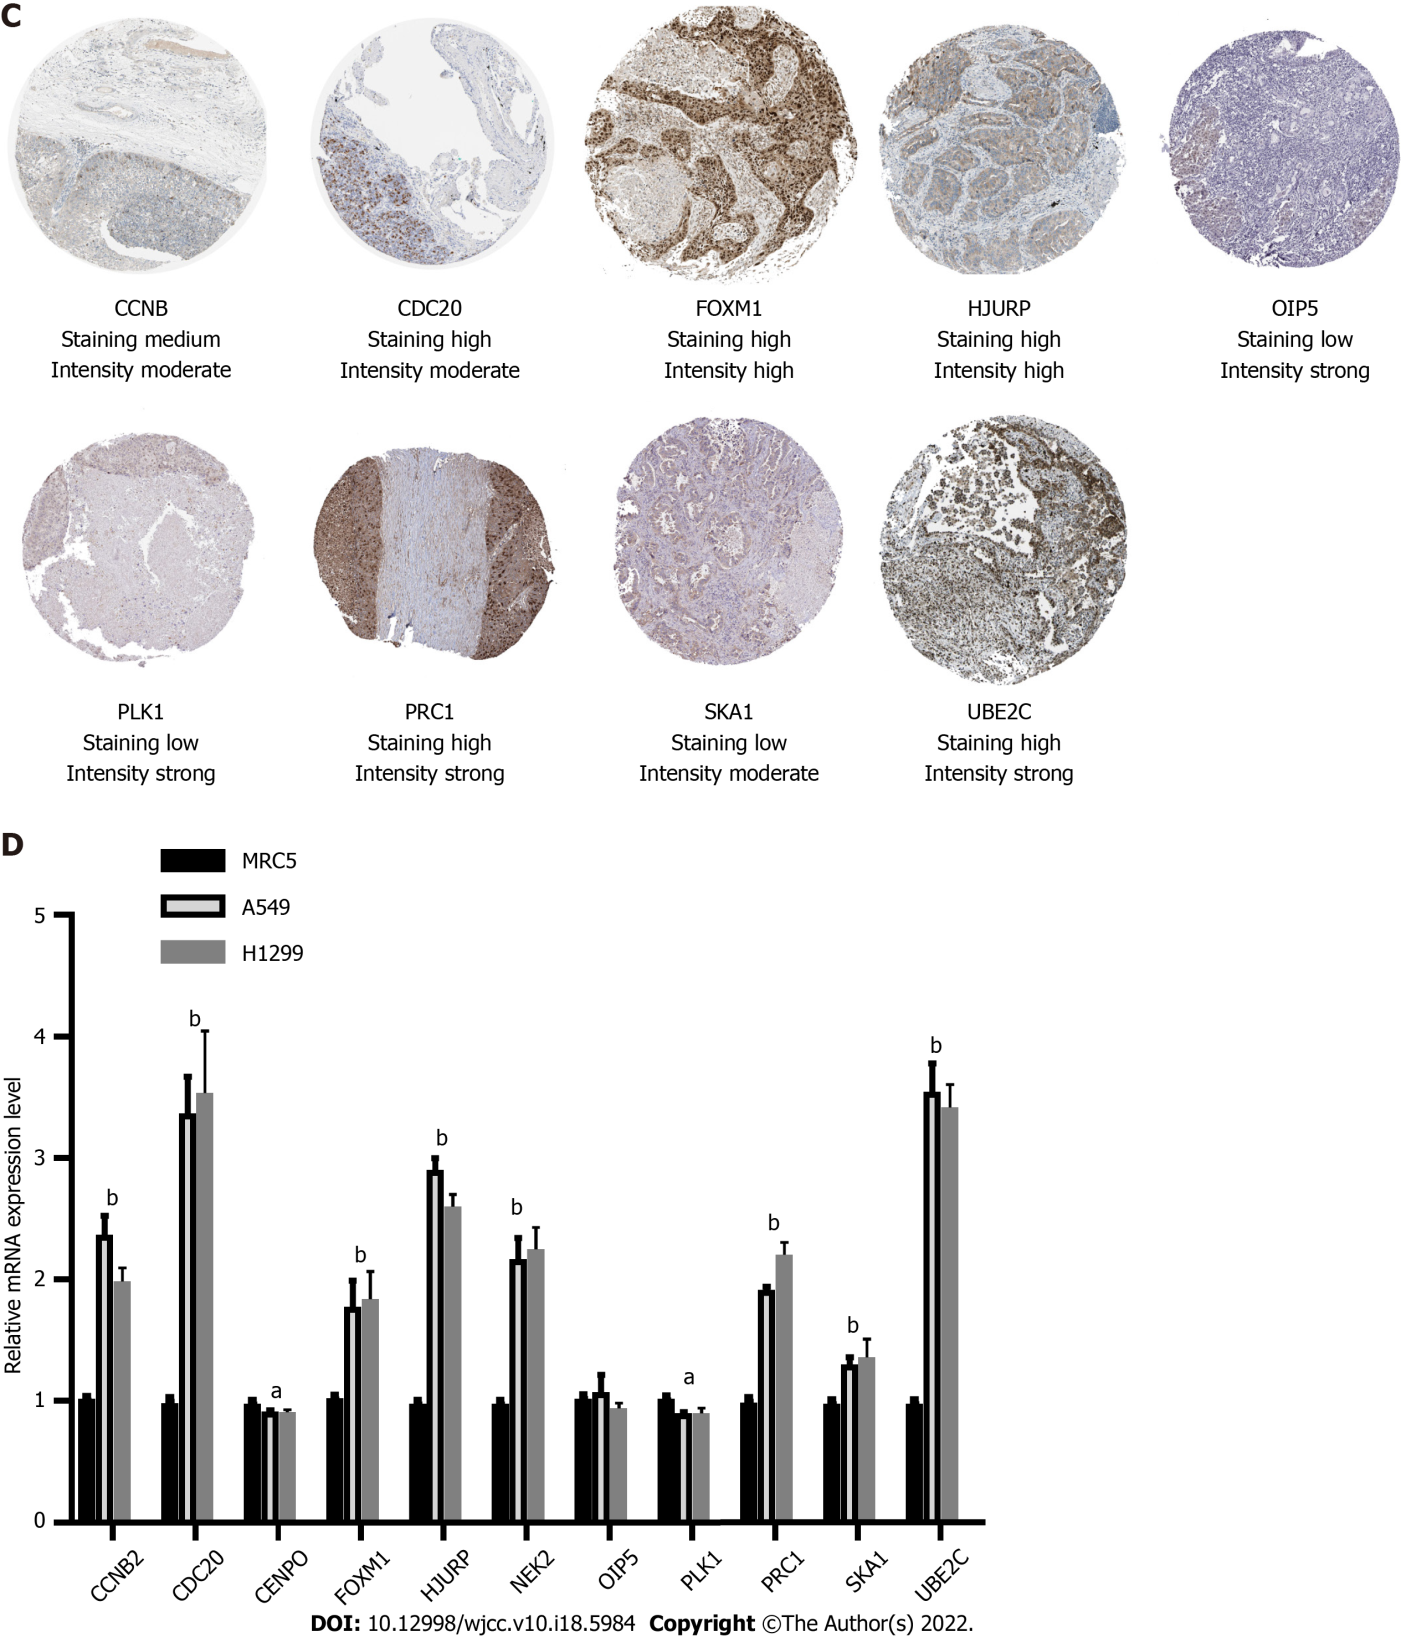 C
CCNB
Staining medium
Intensity moderate
CDC20
Staining high
Intensity moderate
FOXM1
Staining high
Intensity high
HJURP
Staining high
Intensity high
OIP5
Staining low
Intensity strong
PLK1
Staining low
Intensity strong
PRC1
Staining high
Intensity strong
SKA1
Staining low
Intensity moderate
UBE2C
Staining high
Intensity strong
D
MRC5
A549
H1299
Relative mRNA expression level
5
4
3
2
1
0
b
b
a
b
b
b
a
b
b
b
CCNB2
CDC20
CENPO
FOXM1
HJURP
NEK2
OIP5
PLK1
PRC1
SKA1
UBE2C
DOI: 10.12998/wjcc.v10.i18.5984 Copyright ©The Author(s) 2022.